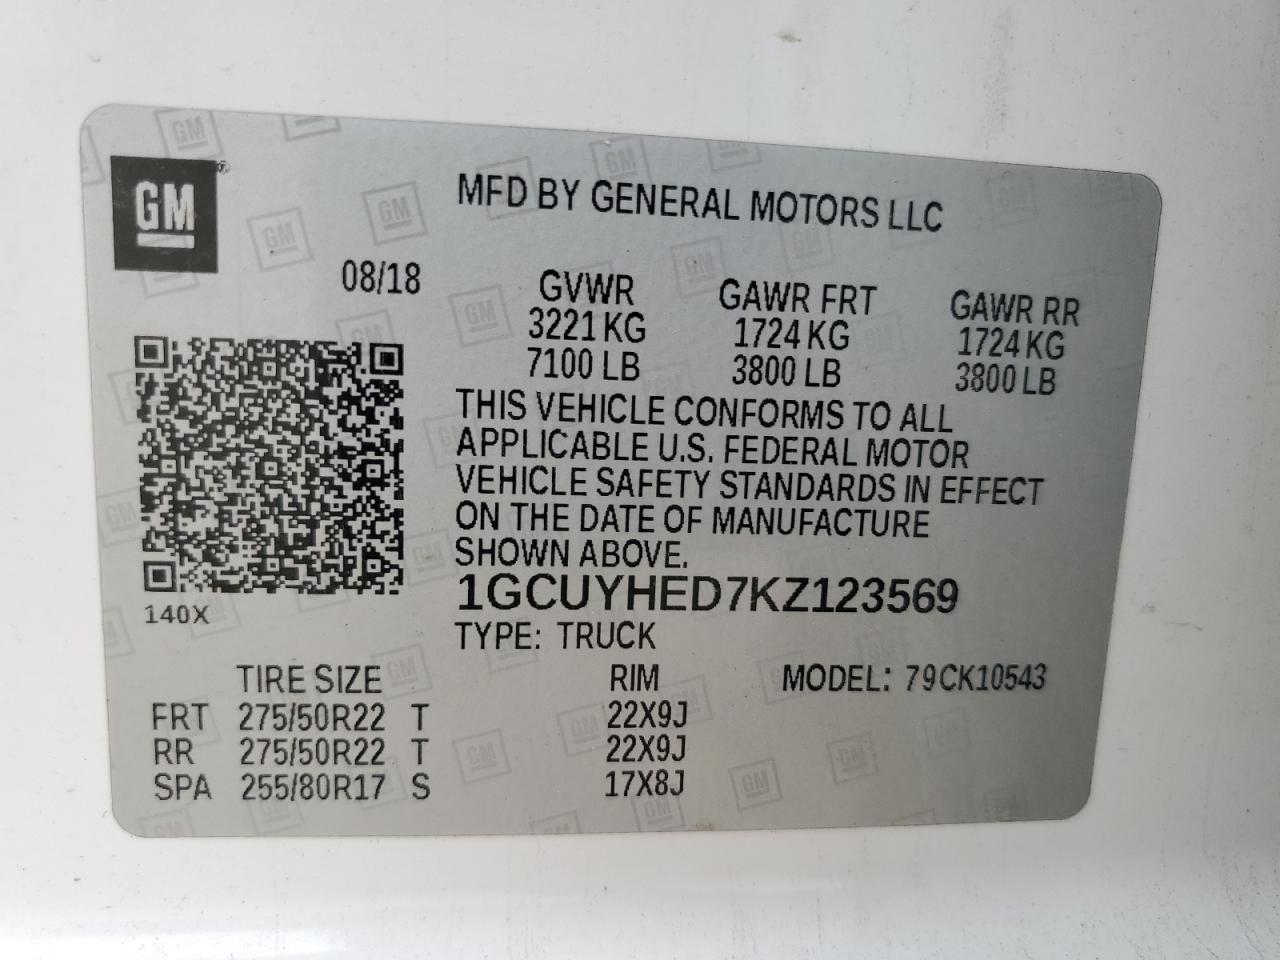 GM
MFD BY GENERAL MOTORS LLC
08/18
GVWR GAWR FRT GAWR RR
3221 KG 1724 KG 1724 KG
7100 LB 3800 LB 3800 LB
THIS VEHICLE CONFORMS TO ALL
APPLICABLE U.S. FEDERAL MOTOR
VEHICLE SAFETY STANDARDS IN EFFECT
ON THE DATE OF MANUFACTURE
SHOWN ABOVE.
1GCUYHED7KZ123569
140X
TYPE: TRUCK
TIRE SIZE RIM MODEL: 79CK10543
FRT 275/50R22 T 22X9J
RR 275/50R22 T 22X9J
SPA 255/80R17 S 17X8J